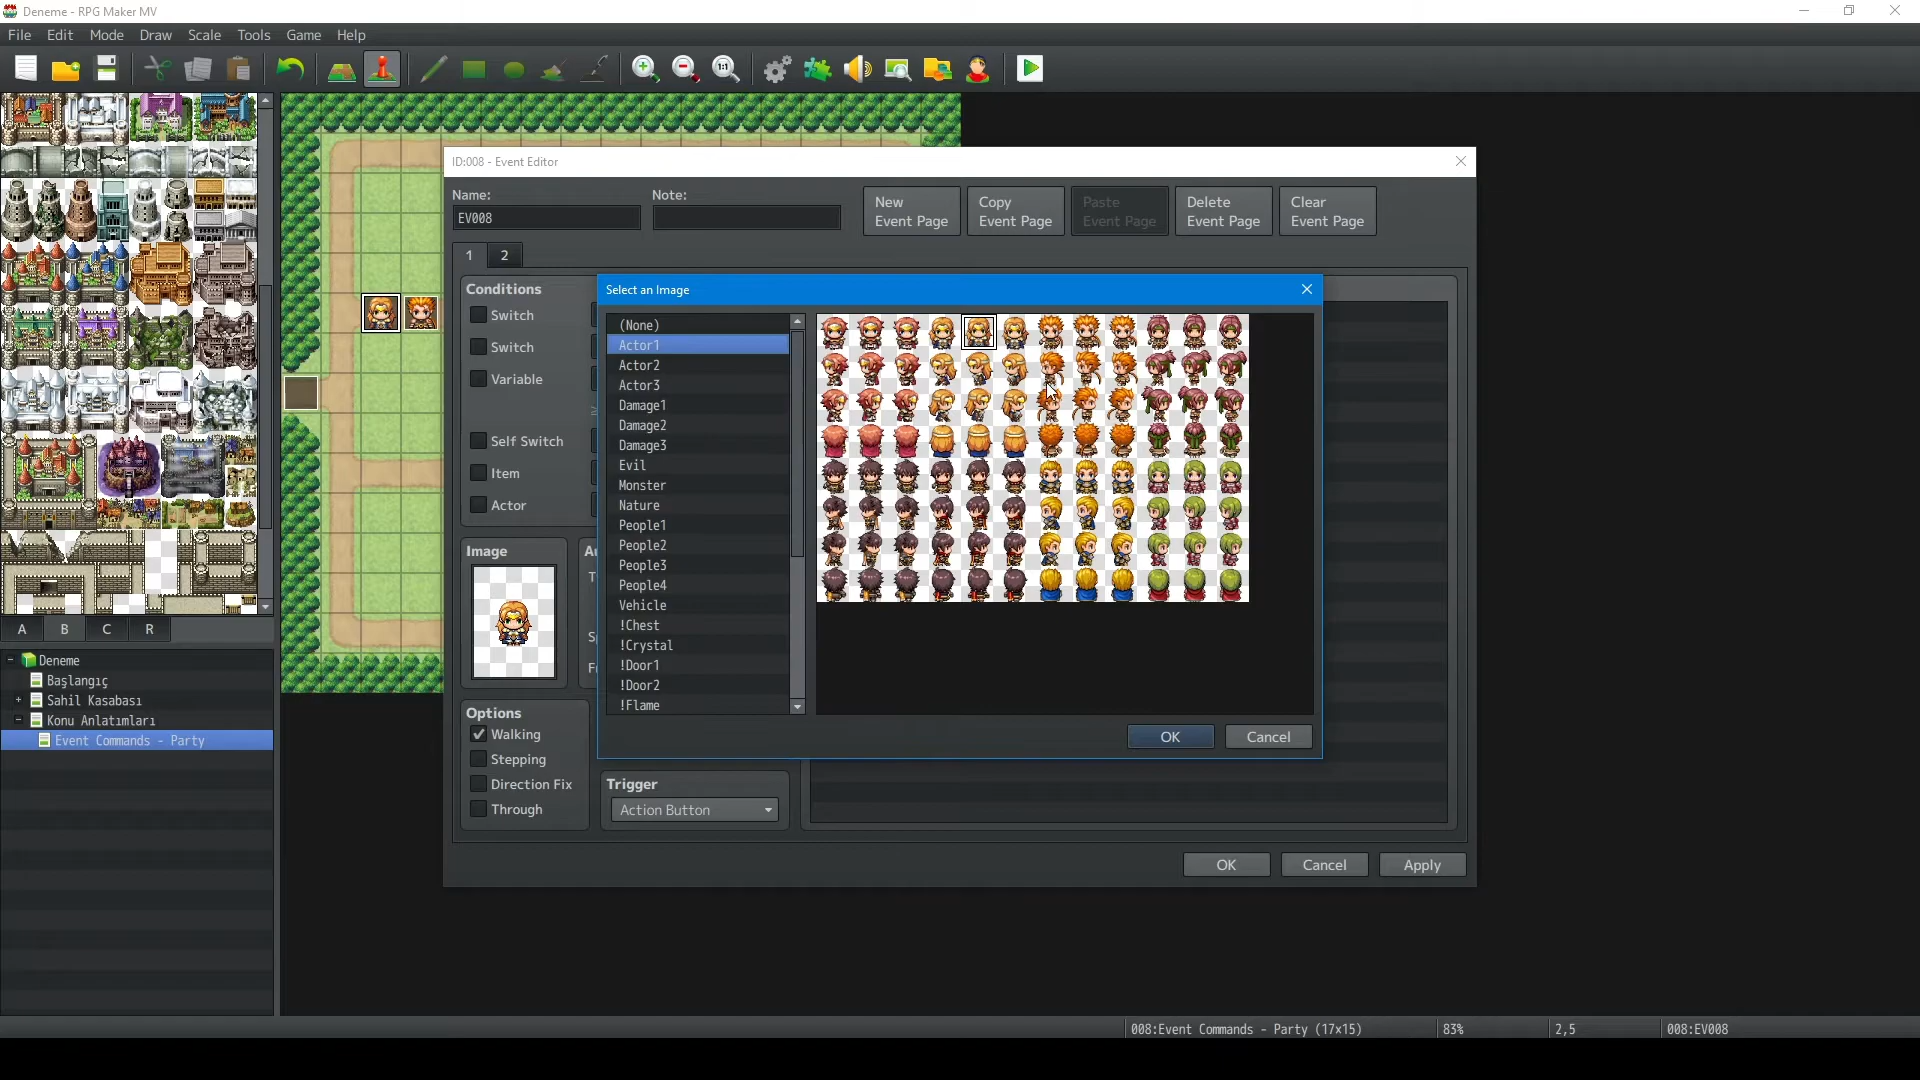 Deneme - RPG Maker MV
File Edit Mode Draw Scale Tools Game Help
1:1
ID:008 - Event Editor
Name:
Note:
EV008
New Event Page
Copy Event Page
Paste Event Page
Delete Event Page
Clear Event Page
1 2
Conditions
Switch
Switch
Variable
≥
Self Switch
Item
Actor
Image
Options
Walking
Stepping
Direction Fix
Through
Trigger
Action Button
Select an Image
(None)
Actor1
Actor2
Actor3
Damage1
Damage2
Damage3
Evil
Monster
Nature
People1
People2
People3
People4
Vehicle
!Chest
!Crystal
!Door1
!Door2
!Flame
OK Cancel
OK Cancel Apply
A B C R
Deneme
Başlangıç
Sahil Kasabası
Konu Anlatımları
Event Commands - Party
008:Event Commands - Party (17x15) 83% 2,5 008:EV008